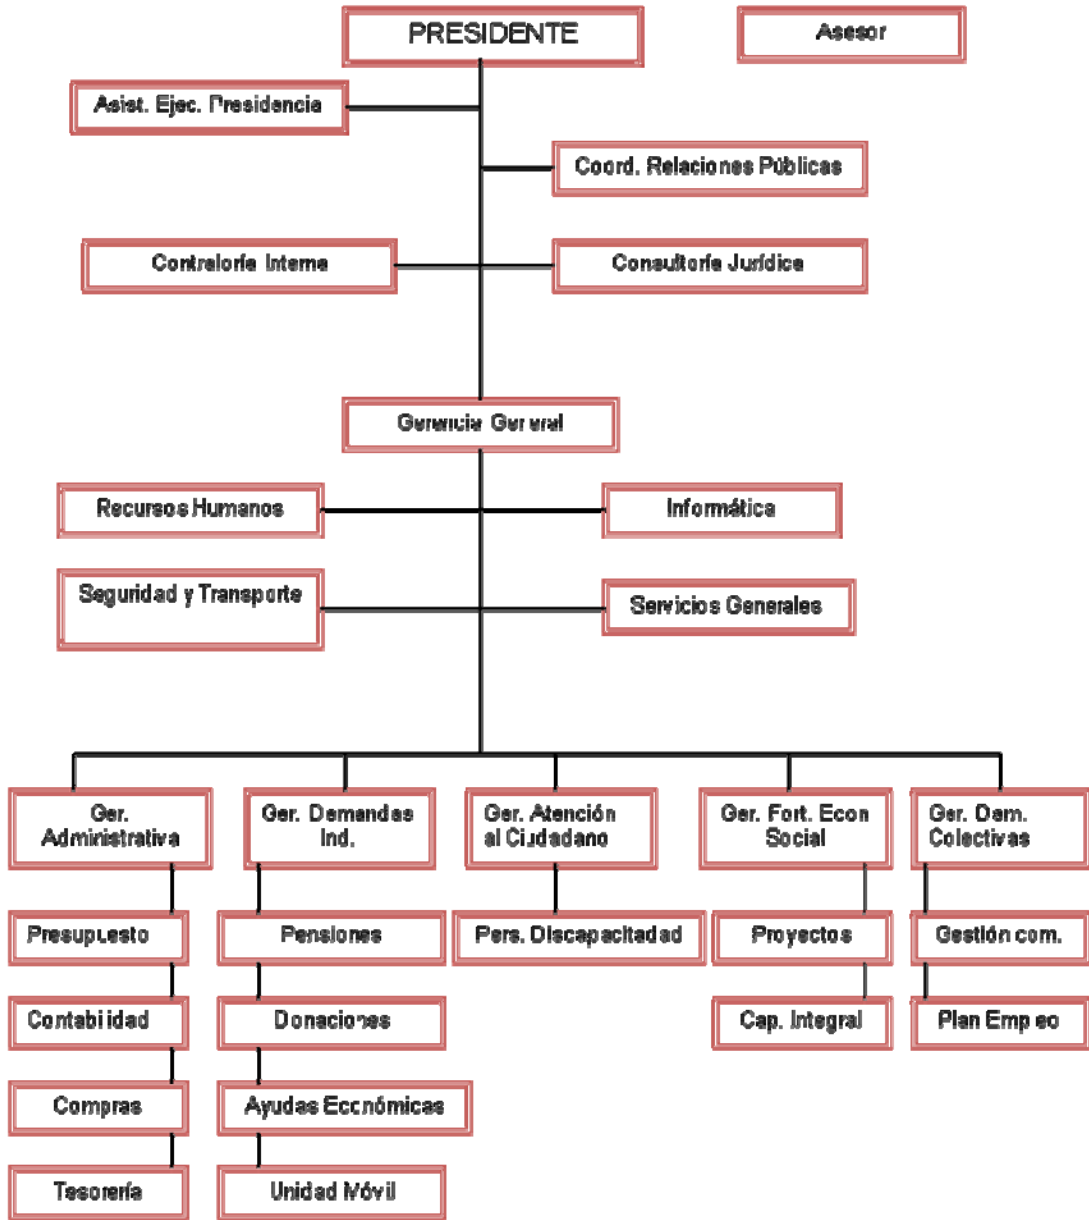 PRESIDENTE
Asesor
Asist. Ejec. Presidencia
Coord. Relaciones Públicas
Contraloría Interna
Consultoría Jurídica
Gerencia General
Recursos Humanos
Informática
Seguridad y Transporte
Servicios Generales
Ger.
Administrativa
Ger. Demandas
Ind.
Ger. Atención
al Ciudadano
Ger. Fort. Econ
Social
Ger. Dem.
Colectivas
Presupuesto
Pensiones
Pers. Discapacitadad
Proyectos
Gestión com.
Contabilidad
Donaciones
Cap. Integral
Plan Empleo
Compras
Ayudas Económicas
Tesorería
Unidad Móvil